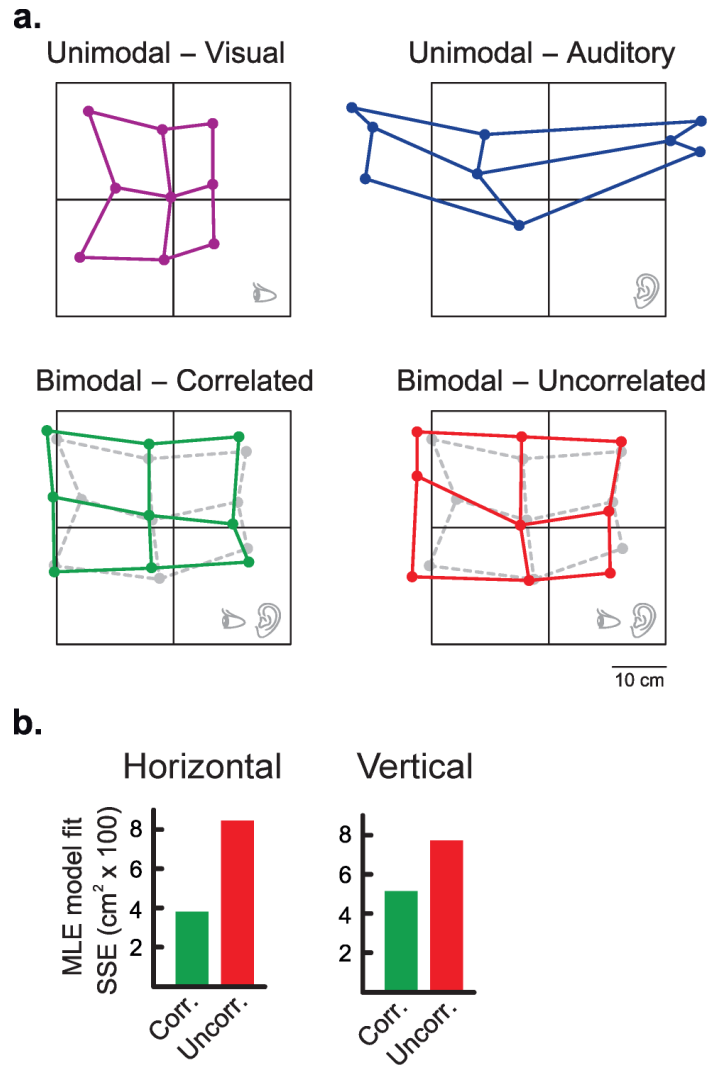 a.
Unimodal – Visual
Unimodal – Auditory
Bimodal – Correlated
Bimodal – Uncorrelated
10 cm
b.
Horizontal
Vertical
MLE model fit
SSE (cm² x 100)
8
6
4
2
Corr.
Uncorr.
8
6
4
2
Corr.
Uncorr.